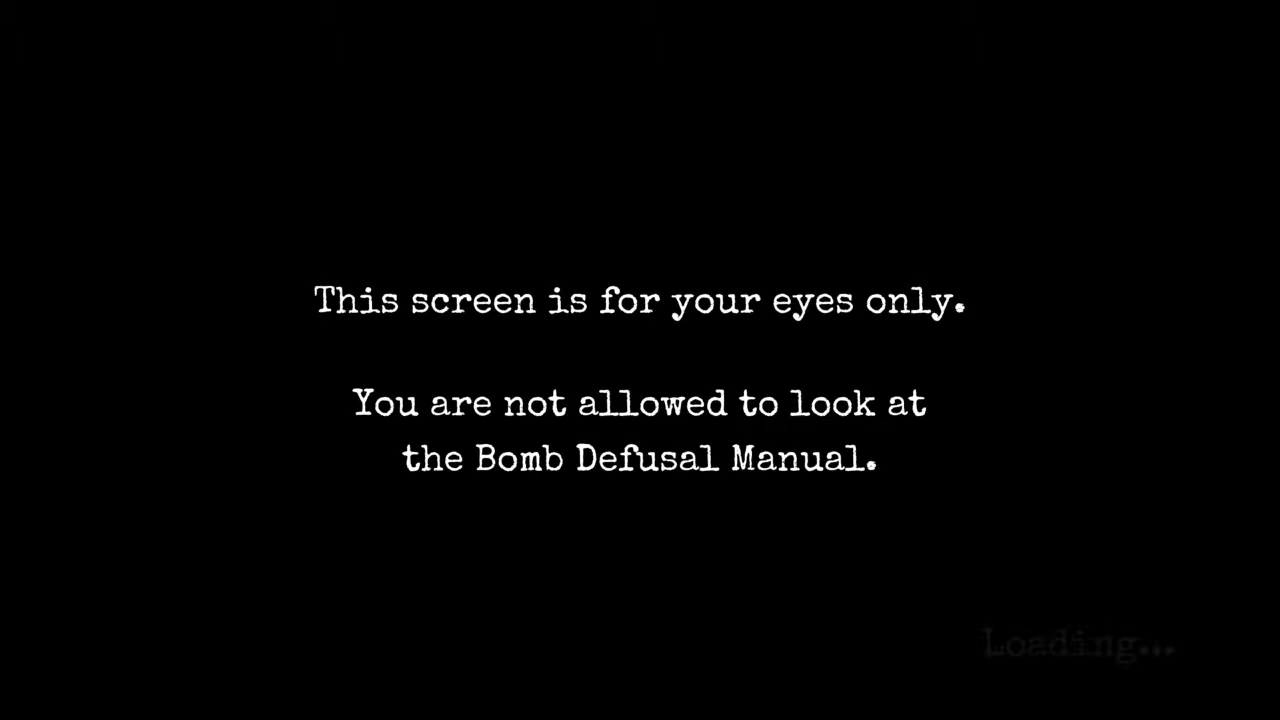 This screen is for your eyes only.
You are not allowed to look at
the Bomb Defusal Manual.
Loading...